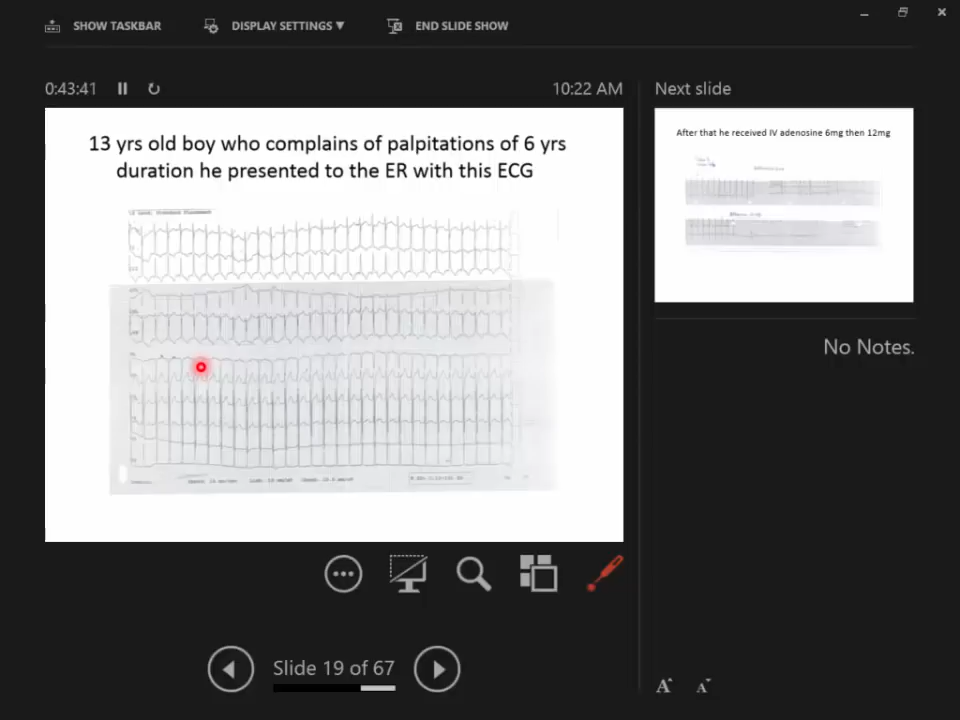 SHOW TASKBAR
DISPLAY SETTINGS ▼
END SLIDE SHOW
0:43:41
10:22 AM
13 yrs old boy who complains of palpitations of 6 yrs
duration he presented to the ER with this ECG
Slide 19 of 67
Next slide
After that he received IV adenosine 6mg then 12mg
No Notes.
A A